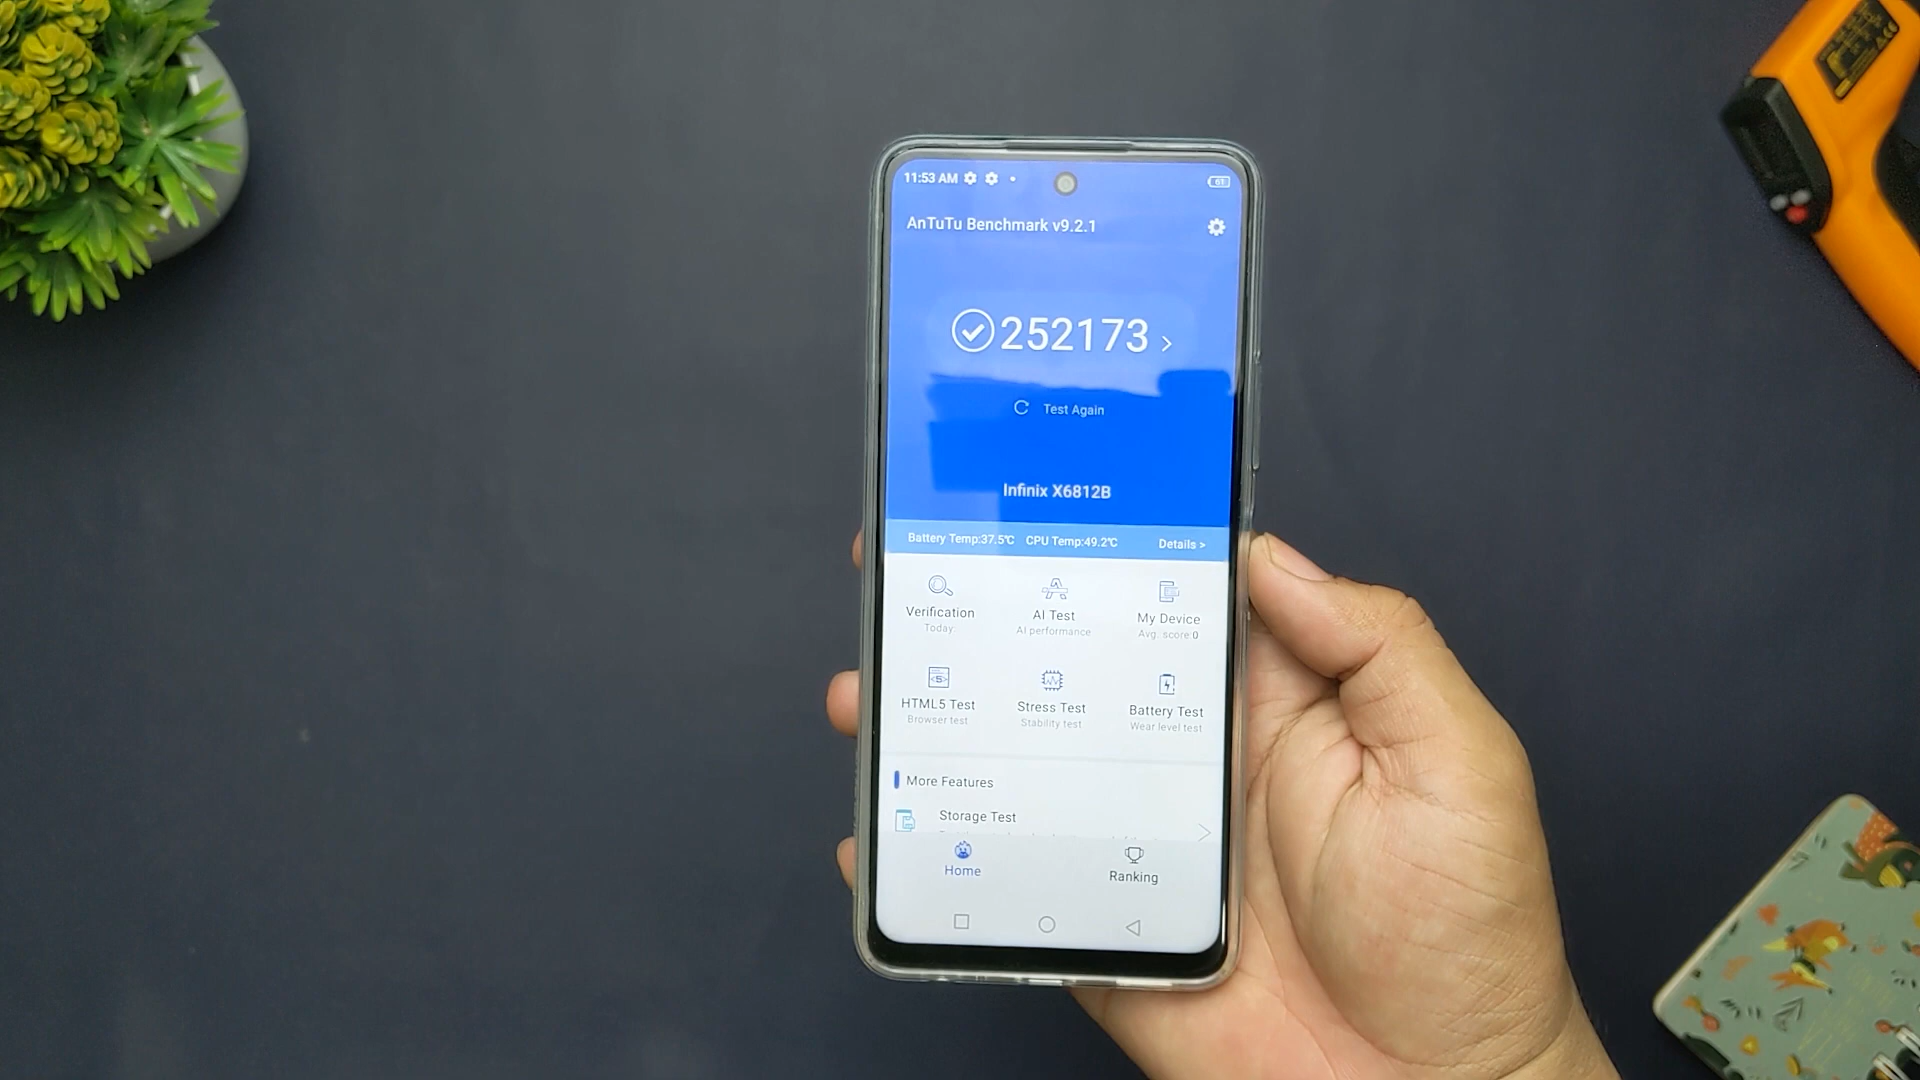 11:53 AM
61
AnTuTu Benchmark v9.2.1
252173 >
Test Again
Infinix X6812B
Battery Temp:37.5℃ CPU Temp:49.2℃ Details >
Verification AI Test My Device
Today AI performance Avg. score:0
HTML5 Test Stress Test Battery Test
Browser test Stability test Wear level test
More Features
Storage Test
Home Ranking